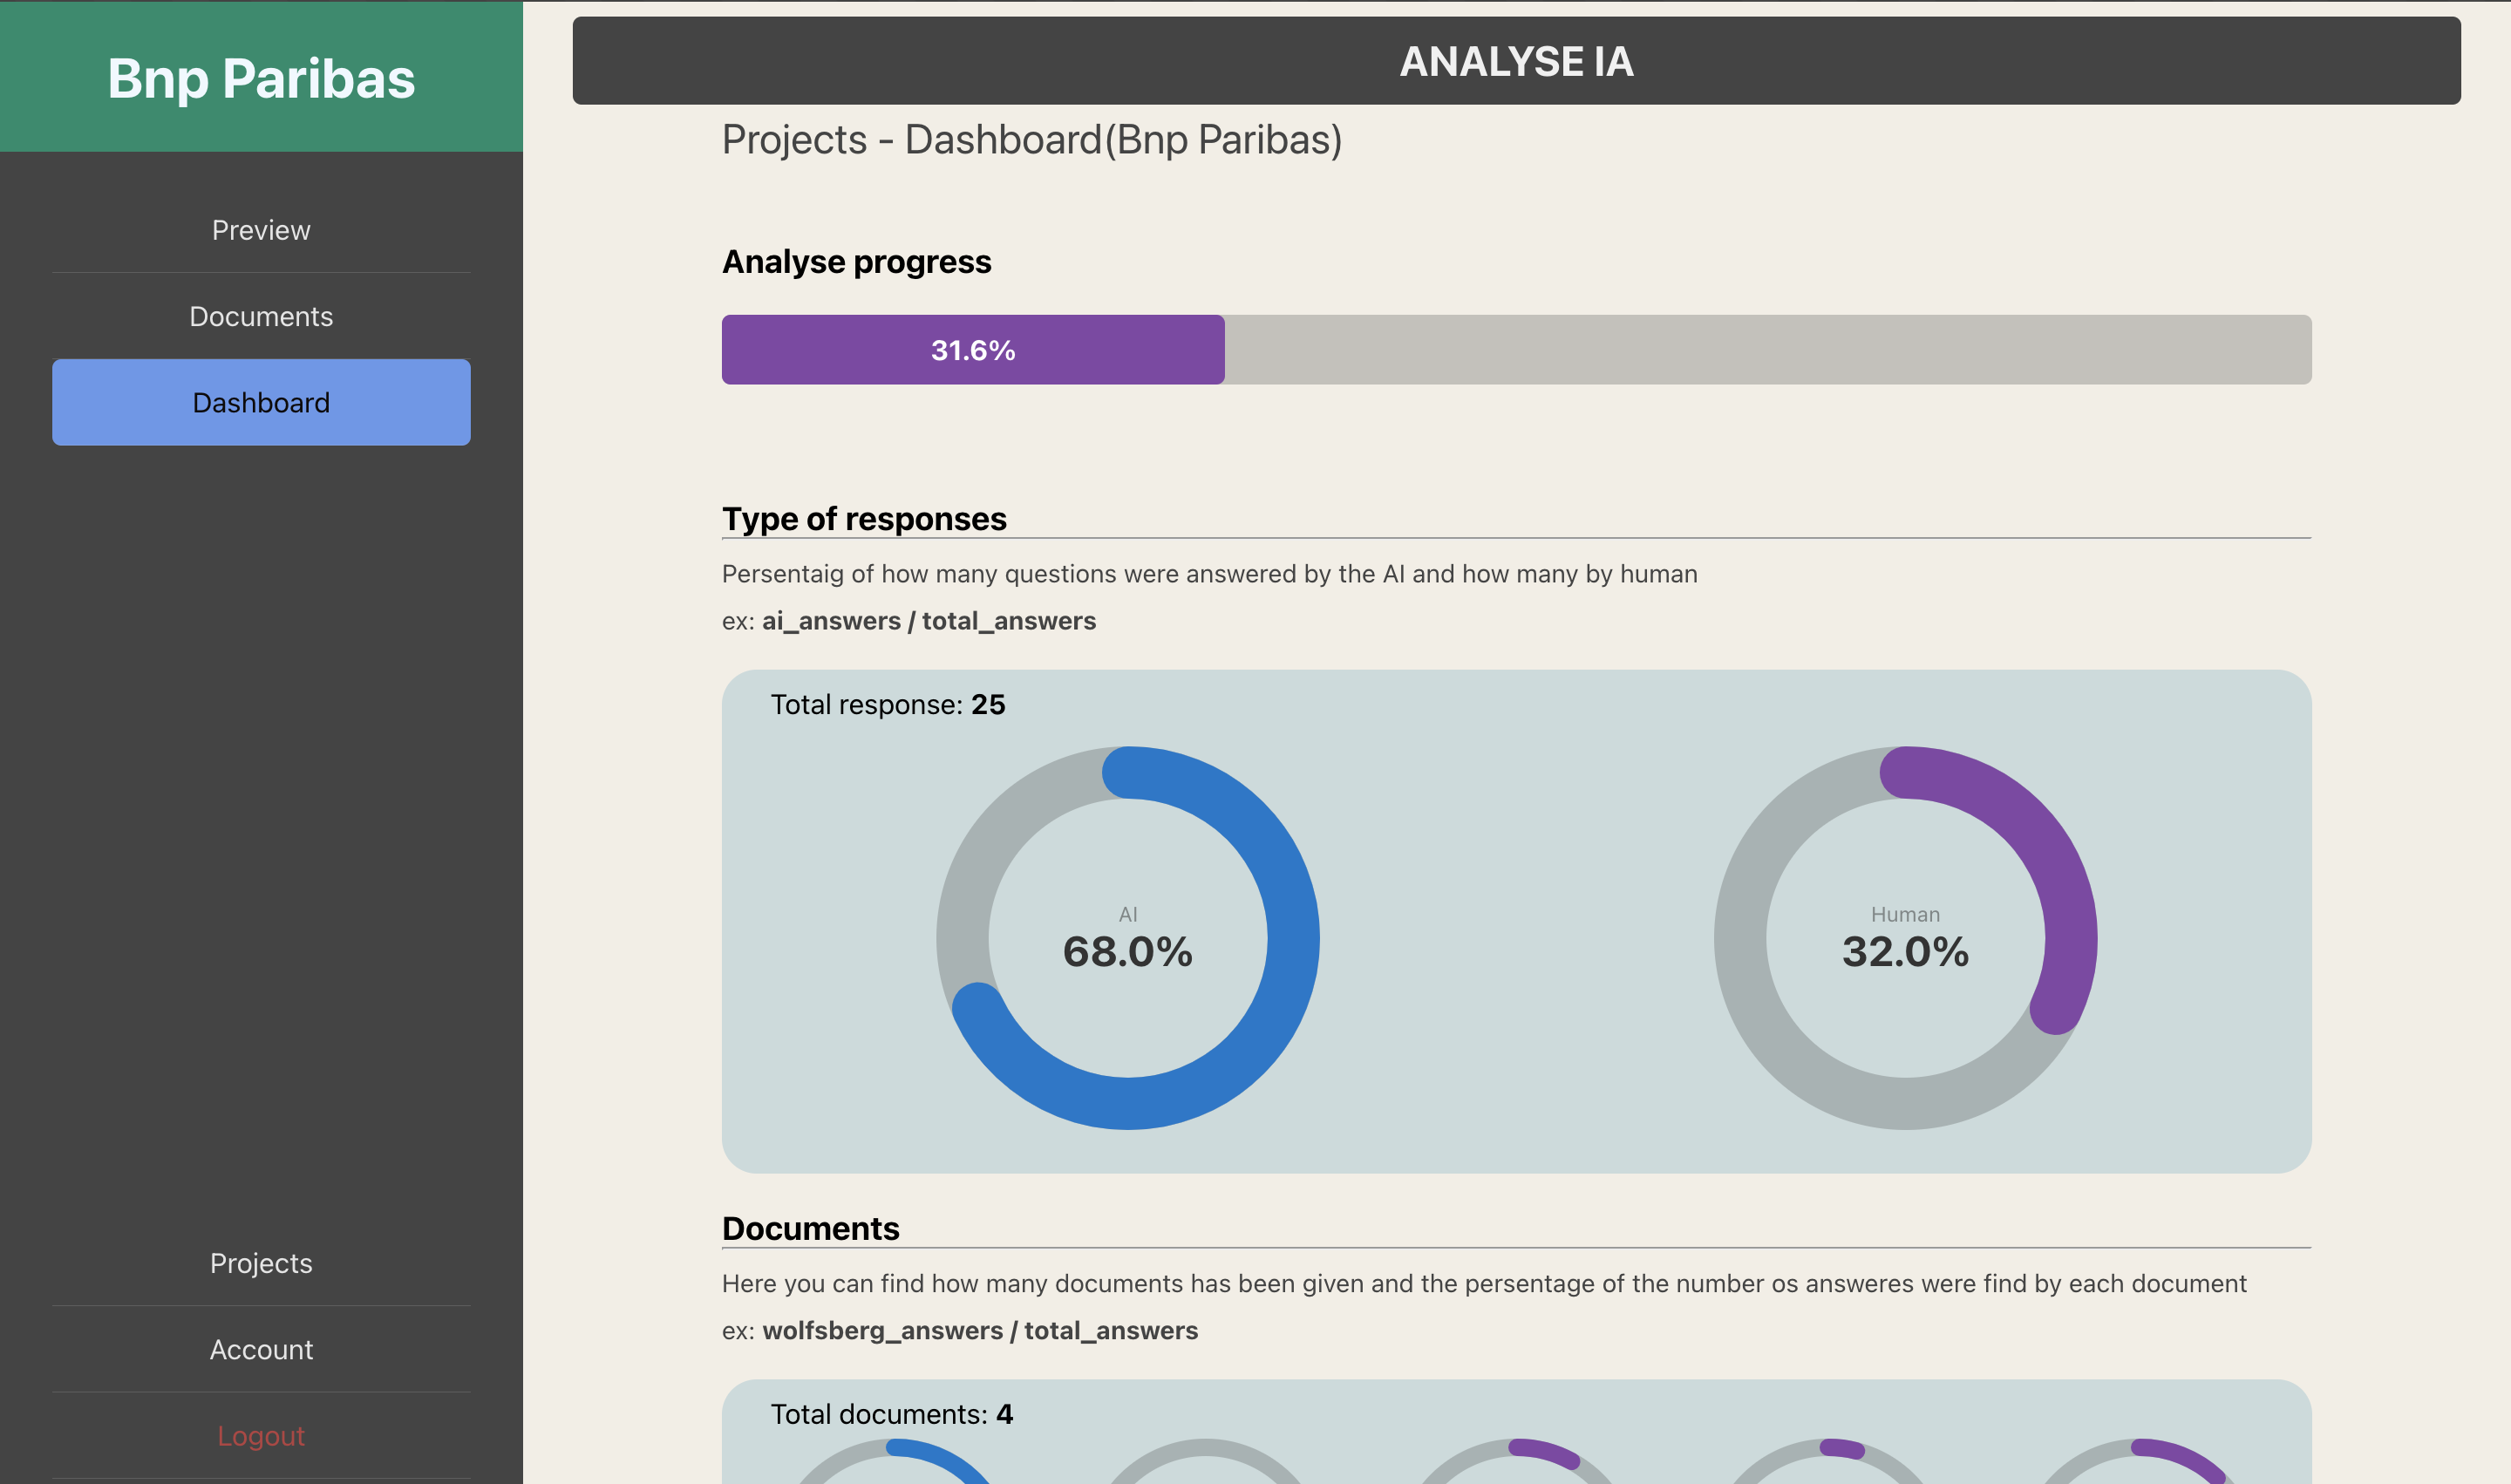 Bnp Paribas
Preview
Documents
Dashboard
Projects
Account
Logout
ANALYSE IA
Projects - Dashboard(Bnp Paribas)
Analyse progress
31.6%
Type of responses
Persentaig of how many questions were answered by the AI and how many by human
ex: ai_answers / total_answers
Total response: 25
AI
68.0%
Human
32.0%
Documents
Here you can find how many documents has been given and the percentage of the number os answeres were find by each document
ex: wolfsberg_answers / total_answers
Total documents: 4